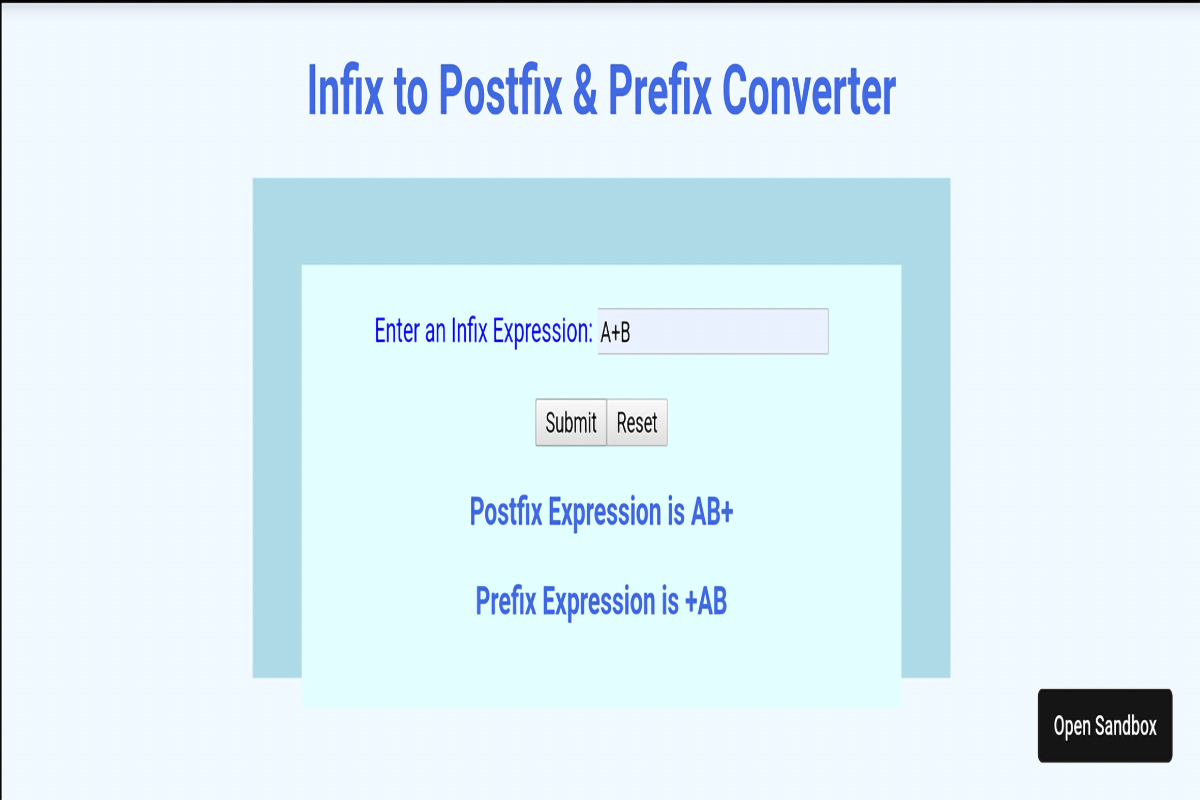 Infix to Postfix & Prefix Converter
Enter an Infix Expression: A+B
Submit Reset
Postfix Expression is AB+
Prefix Expression is +AB
Open Sandbox